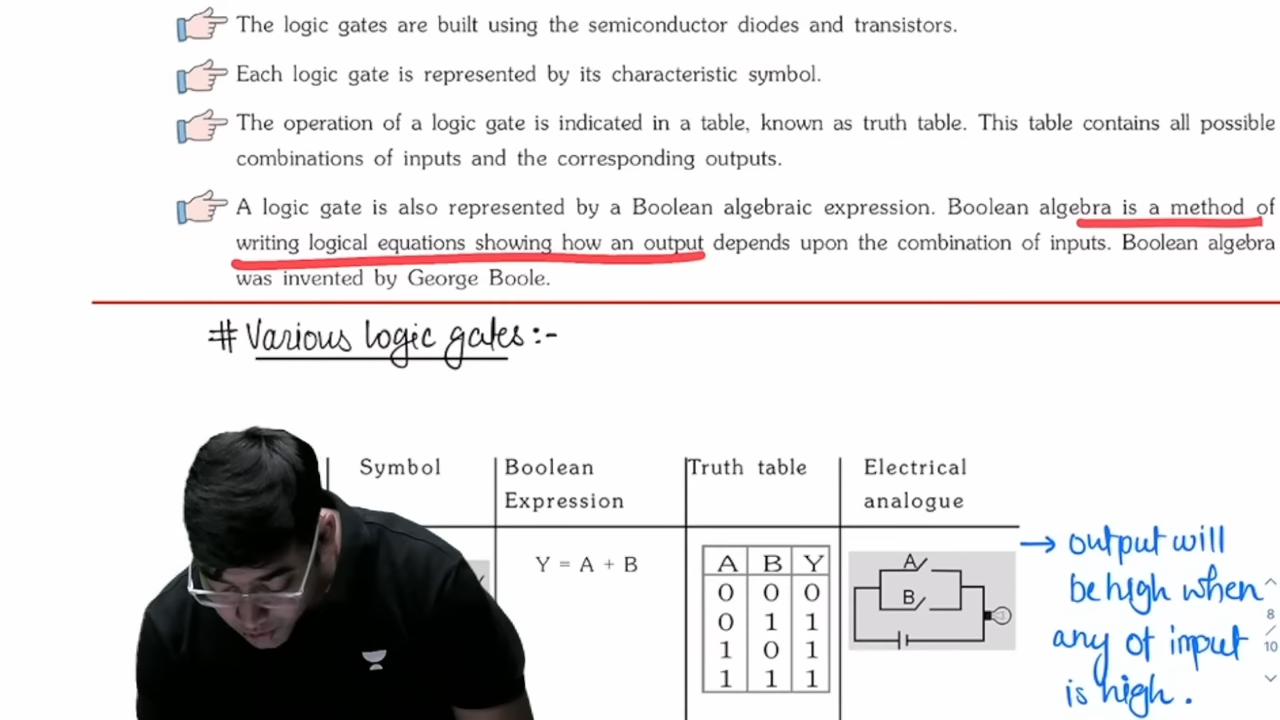 The logic gates are built using the semiconductor diodes and transistors.
Each logic gate is represented by its characteristic symbol.
The operation of a logic gate is indicated in a table, known as truth table. This table contains all possible
combinations of inputs and the corresponding outputs.
A logic gate is also represented by a Boolean algebraic expression. Boolean algebra is a method of
writing logical equations showing how an output depends upon the combination of inputs. Boolean algebra
was invented by George Boole.
# Various logic gates :-
Symbol
Boolean
Expression
Truth table
Electrical
analogue
Y = A + B
A B Y
0 0 0
0 1 1
1 0 1
1 1 1
A
B
→ output will
be high when
any of input
is high.
8
/
10